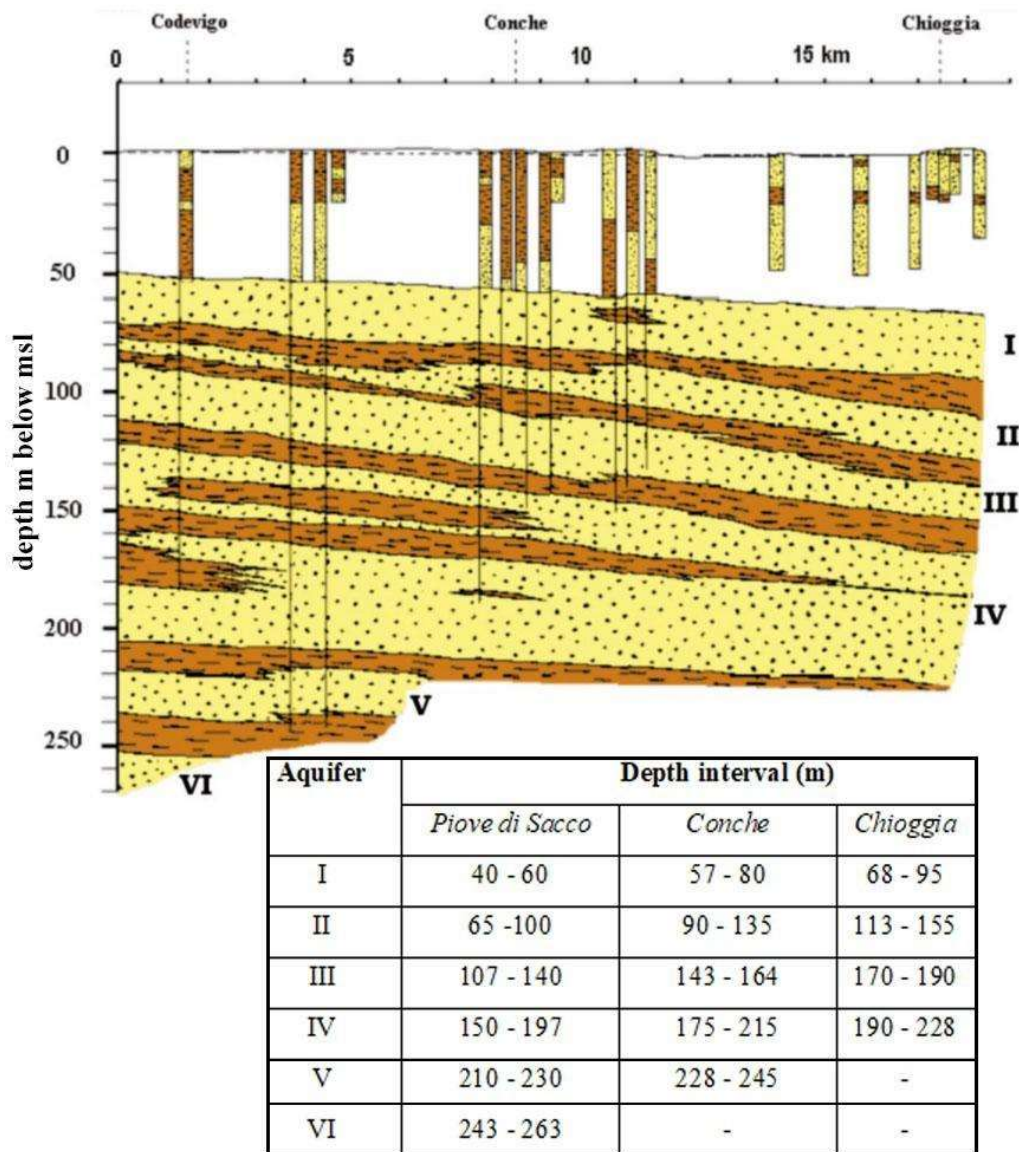 Codevigo Conche Chioggia
0 5 10 15 km
0
50
100
150
200
250
depth m below msl
I
II
III
IV
V
VI
Aquifer Depth interval (m)
Piove di Sacco Conche Chioggia
I 40 - 60 57 - 80 68 - 95
II 65 -100 90 - 135 113 - 155
III 107 - 140 143 - 164 170 - 190
IV 150 - 197 175 - 215 190 - 228
V 210 - 230 228 - 245 -
VI 243 - 263 - -